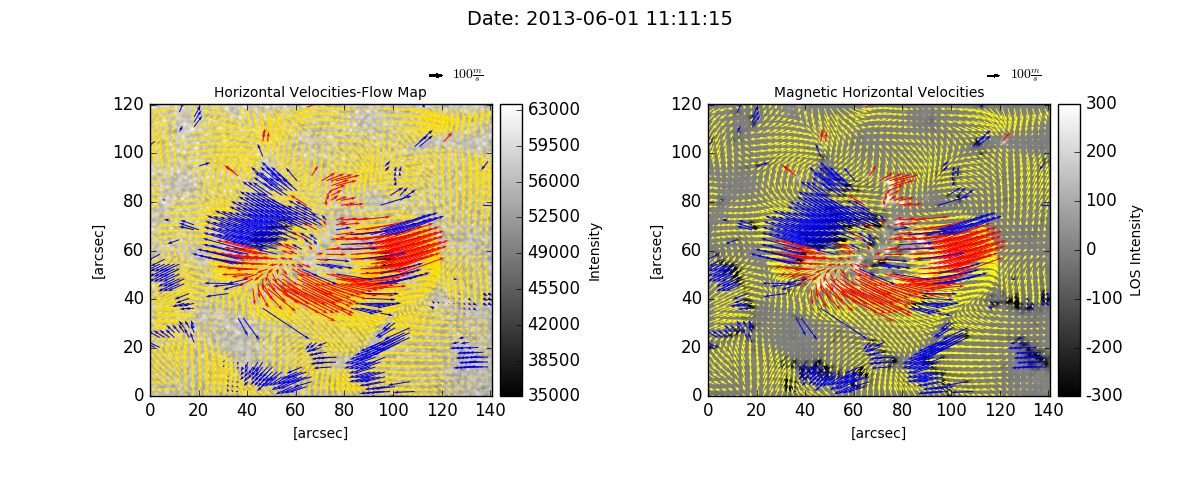 Date: 2013-06-01 11:11:15
100 m/s
100 m/s
Horizontal Velocities-Flow Map
Magnetic Horizontal Velocities
120
100
80
60
40
20
0
[arcsec]
0 20 40 60 80 100 120 140
[arcsec]
63000
59500
56000
52500
49000
45500
42000
38500
35000
Intensity
120
100
80
60
40
20
0
[arcsec]
0 20 40 60 80 100 120 140
[arcsec]
300
200
100
0
-100
-200
-300
LOS Intensity